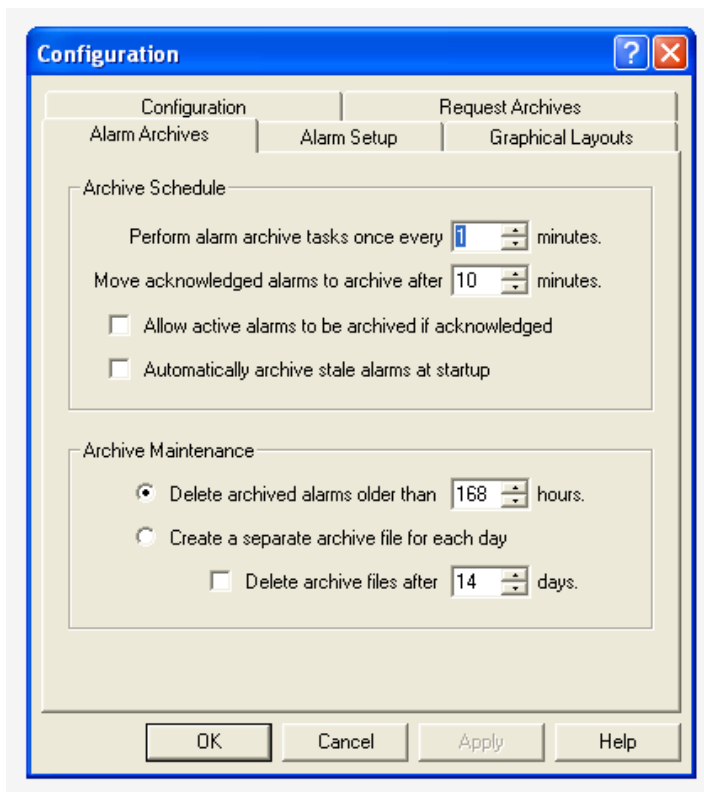 Configuration
Configuration Request Archives
Alarm Archives Alarm Setup Graphical Layouts
Archive Schedule
Perform alarm archive tasks once every 1 minutes.
Move acknowledged alarms to archive after 10 minutes.
Allow active alarms to be archived if acknowledged
Automatically archive stale alarms at startup
Archive Maintenance
Delete archived alarms older than 168 hours.
Create a separate archive file for each day
Delete archive files after 14 days.
OK Cancel Apply Help